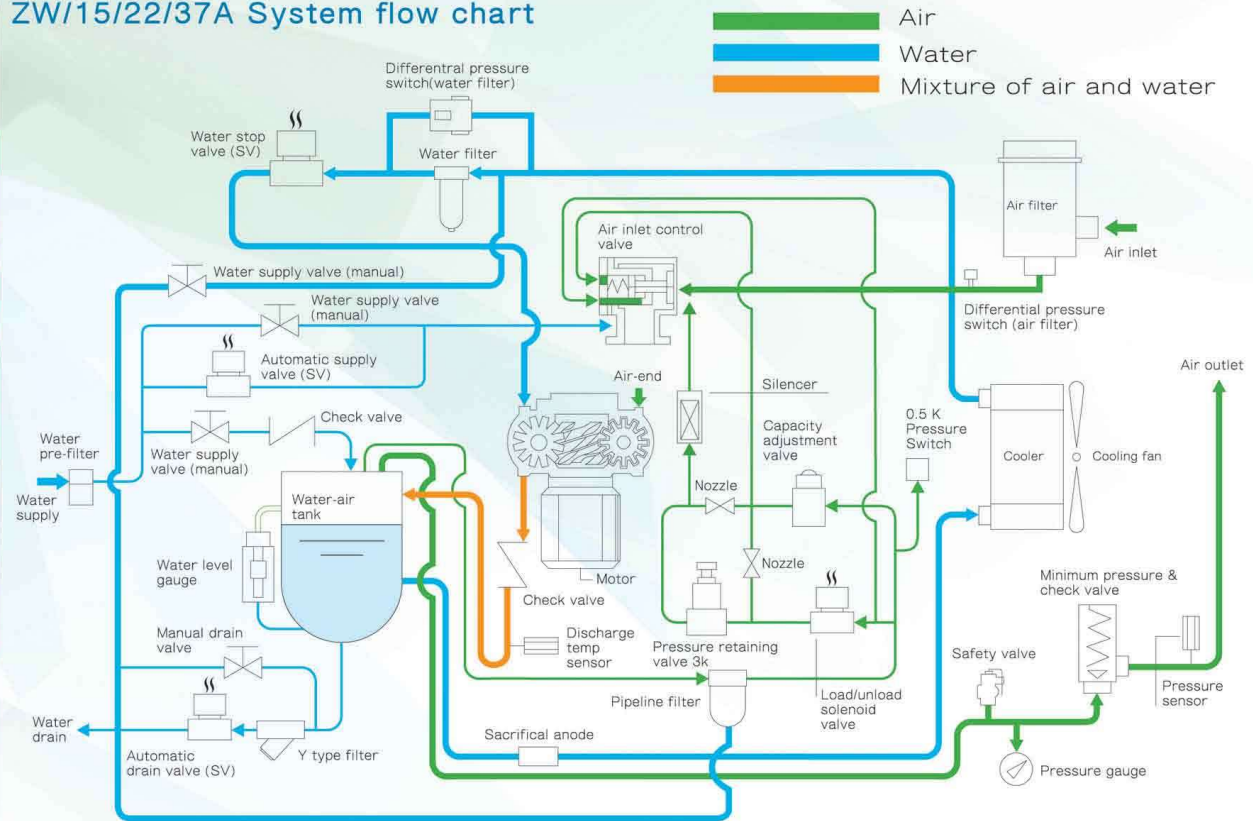 ZW/15/22/37A System flow chart
Air
Water
Mixture of air and water
Differentral pressure
switch(water filter)
Water stop
valve (SV)
Water filter
Air filter
Air inlet
Air inlet control
valve
Water supply valve (manual)
Water supply valve
(manual)
Differential pressure
switch (air filter)
Automatic supply
valve (SV)
Air-end
Silencer
Air outlet
Check valve
Capacity
adjustment
valve
0.5 K
Pressure
Switch
Water
pre-filter
Water supply
valve (manual)
Cooler
Cooling fan
Water
supply
Water-air
tank
Nozzle
Nozzle
Water level
gauge
Motor
Check valve
Minimum pressure &
check valve
Manual drain
valve
Discharge
temp
sensor
Pressure retaining
valve 3k
Safety valve
Pipeline filter
Load/unload
solenoid
valve
Pressure
sensor
Water
drain
Sacrifical anode
Automatic
drain valve (SV)
Y type filter
Pressure gauge